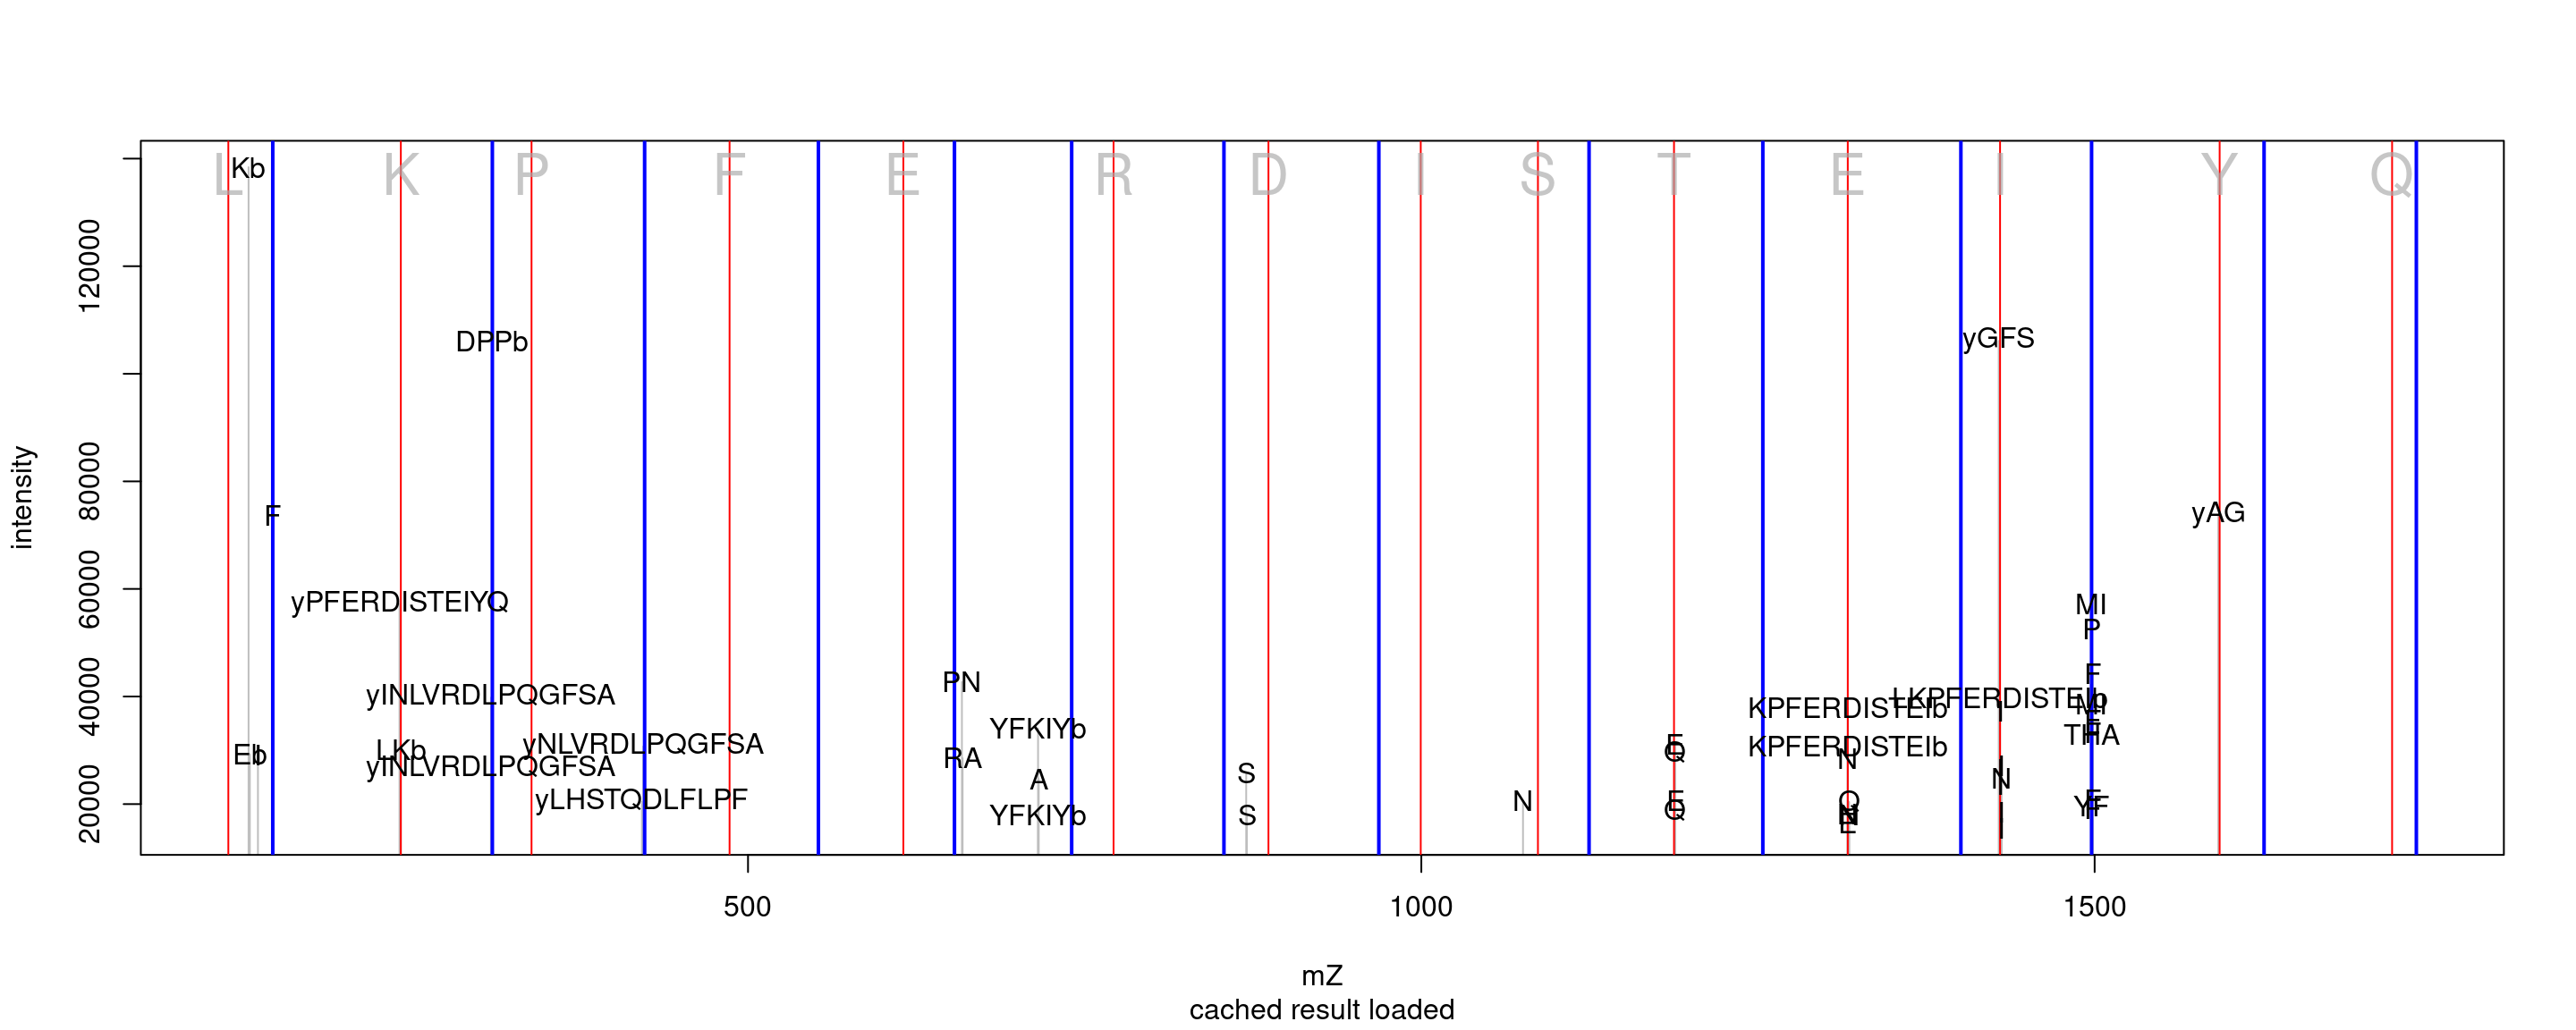 L K P F E R D I S T E I Y Q
Kb
DPPb
yGFS
F
yAG
yPFERDISTEIYQ
MI
P
F
PN
yINLVRDLPQGFSA
LKPFERDISTEIb
KPFERDISTEIb
MI
YFKIYb
F
THA
yNLVRDLPQGFSA
E
Q
LKb
KPFERDISTEIb
Eb
RA
N
yINLVRDLPQGFSA
I
S
A
N
yLHSTQDLFLPF
N
E
Q
Q
F
YF
YFKIYb
S
N
E
I
intensity
20000
40000
60000
80000
120000
500
1000
1500
mZ
cached result loaded